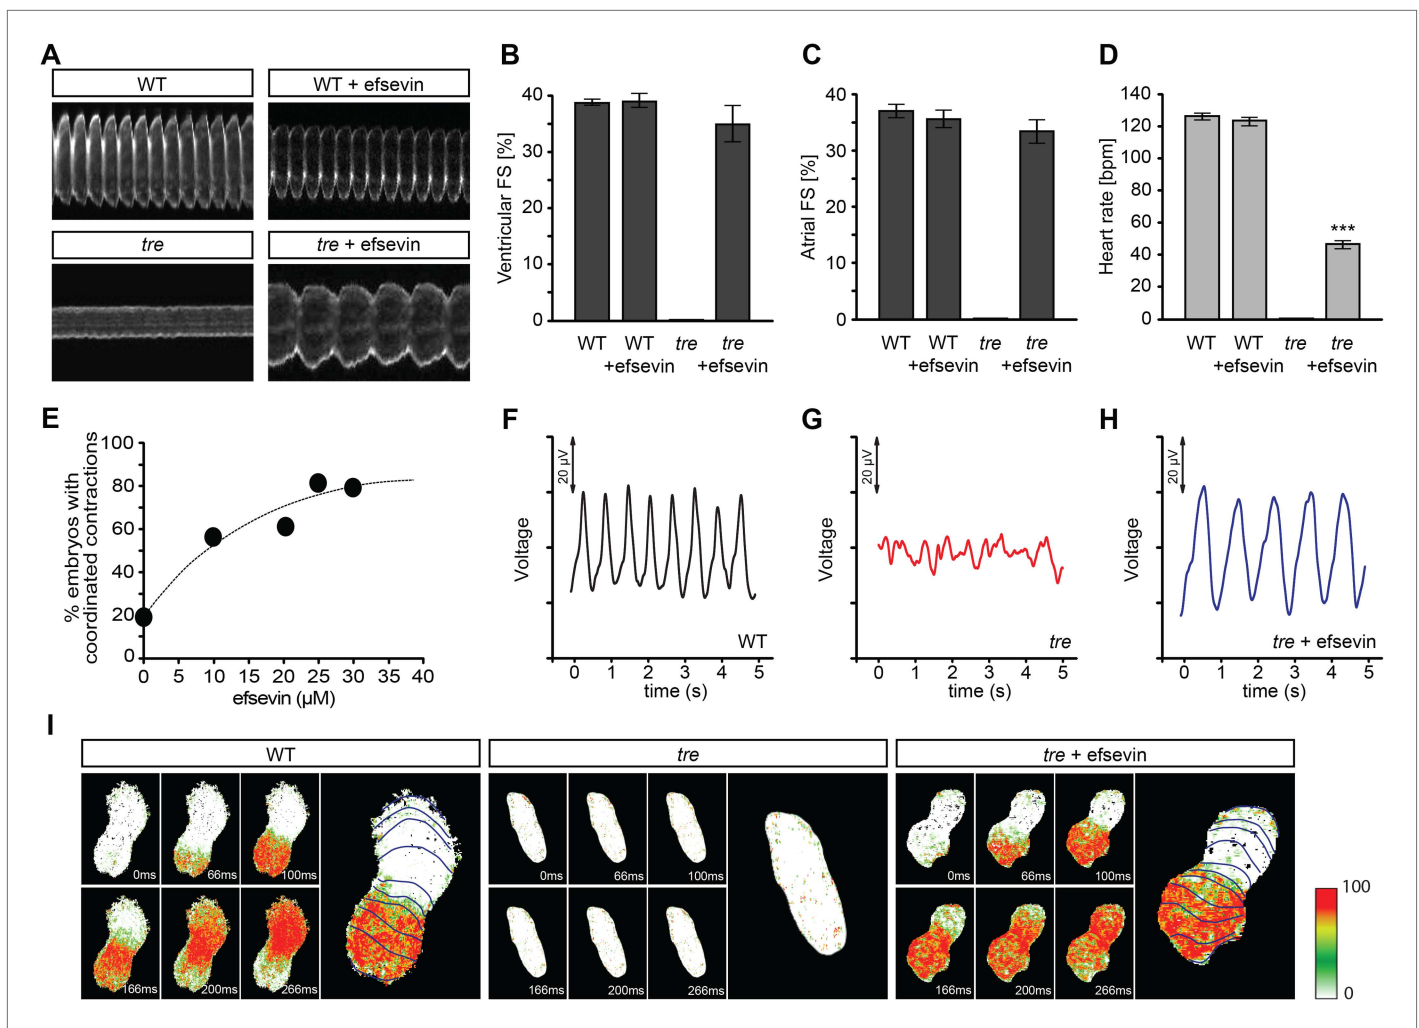 A
WT
WT + efsevin
tre
tre + efsevin
B
Ventricular FS [%]
40
30
20
10
0
WT WT tre tre
+efsevin +efsevin
C
Atrial FS [%]
40
30
20
10
0
WT WT tre tre
+efsevin +efsevin
D
Heart rate [bpm]
140
120
100
80
60
40
20
0
***
WT WT tre tre
+efsevin +efsevin
E
% embryos with
coordinated contractions
100
80
60
40
20
0
0 5 10 15 20 25 30 35 40
efsevin (µM)
F
20 µV
Voltage
WT
0 1 2 3 4 5
time (s)
G
20 µV
Voltage
tre
0 1 2 3 4 5
time (s)
H
20 µV
Voltage
tre + efsevin
0 1 2 3 4 5
time (s)
I
WT
0ms 66ms 100ms
166ms 200ms 266ms
tre
0ms 66ms 100ms
166ms 200ms 266ms
tre + efsevin
0ms 66ms 100ms
166ms 200ms 266ms
100
0